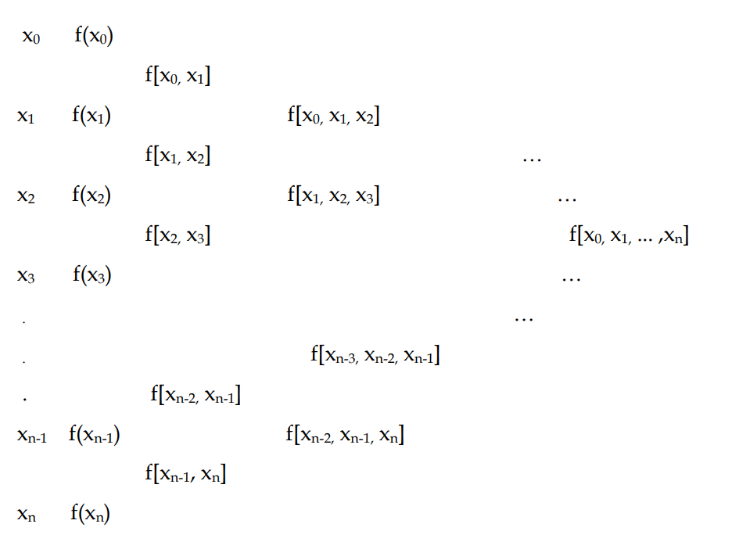 x₀ f(x₀)
f[x₀, x₁]
x₁ f(x₁) f[x₀, x₁, x₂]
f[x₁, x₂] …
x₂ f(x₂) f[x₁, x₂, x₃] …
f[x₂, x₃] f[x₀, x₁, … ,xₙ]
x₃ f(x₃) …
. …
. f[xₙ₋₃, xₙ₋₂, xₙ₋₁]
. f[xₙ₋₂, xₙ₋₁]
xₙ₋₁ f(xₙ₋₁) f[xₙ₋₂, xₙ₋₁, xₙ]
f[xₙ₋₁, xₙ]
xₙ f(xₙ)